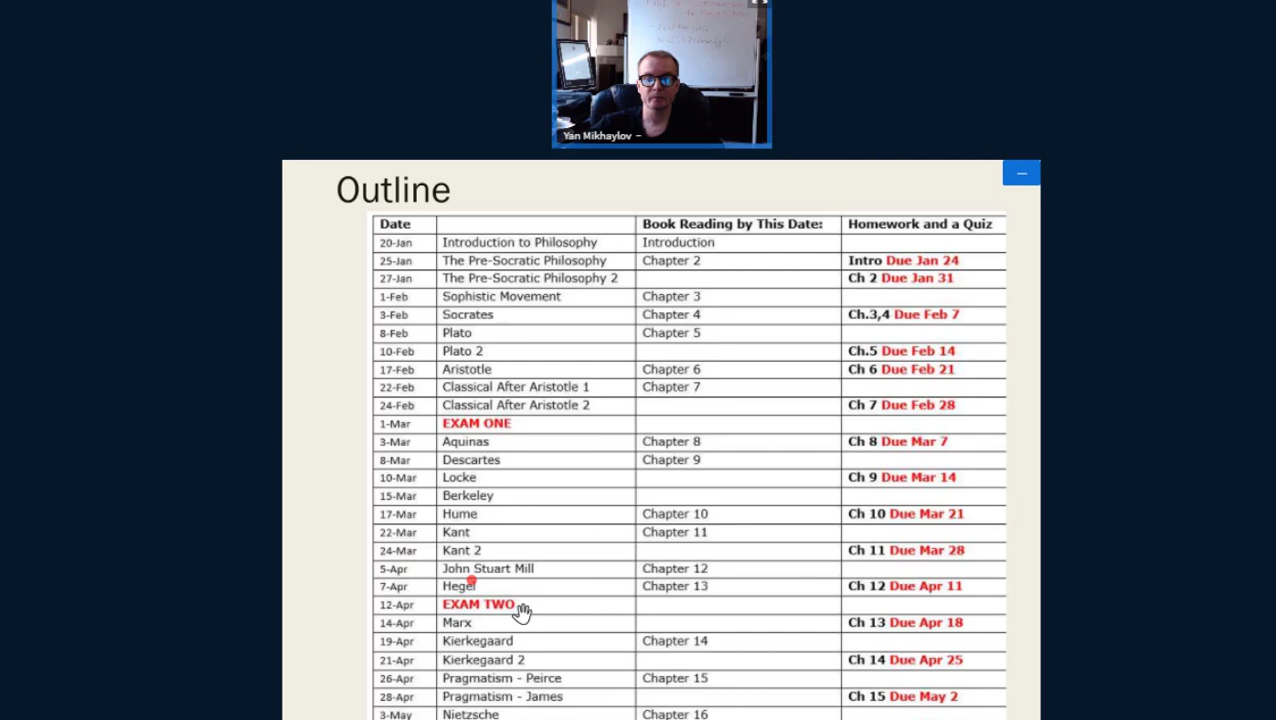 Yan Mikhaylov –
Outline
Date Book Reading by This Date: Homework and a Quiz
20-Jan Introduction to Philosophy Introduction
25-Jan The Pre-Socratic Philosophy Chapter 2 Intro Due Jan 24
27-Jan The Pre-Socratic Philosophy 2 Ch 2 Due Jan 31
1-Feb Sophistic Movement Chapter 3
3-Feb Socrates Chapter 4 Ch.3,4 Due Feb 7
8-Feb Plato Chapter 5
10-Feb Plato 2 Ch.5 Due Feb 14
17-Feb Aristotle Chapter 6 Ch 6 Due Feb 21
22-Feb Classical After Aristotle 1 Chapter 7
24-Feb Classical After Aristotle 2 Ch 7 Due Feb 28
1-Mar EXAM ONE
3-Mar Aquinas Chapter 8 Ch 8 Due Mar 7
8-Mar Descartes Chapter 9
10-Mar Locke Ch 9 Due Mar 14
15-Mar Berkeley
17-Mar Hume Chapter 10 Ch 10 Due Mar 21
22-Mar Kant Chapter 11
24-Mar Kant 2 Ch 11 Due Mar 28
5-Apr John Stuart Mill Chapter 12
7-Apr Hegel Chapter 13 Ch 12 Due Apr 11
12-Apr EXAM TWO
14-Apr Marx Ch 13 Due Apr 18
19-Apr Kierkegaard Chapter 14
21-Apr Kierkegaard 2 Ch 14 Due Apr 25
26-Apr Pragmatism - Peirce Chapter 15
28-Apr Pragmatism - James Ch 15 Due May 2
3-May Nietzsche Chapter 16